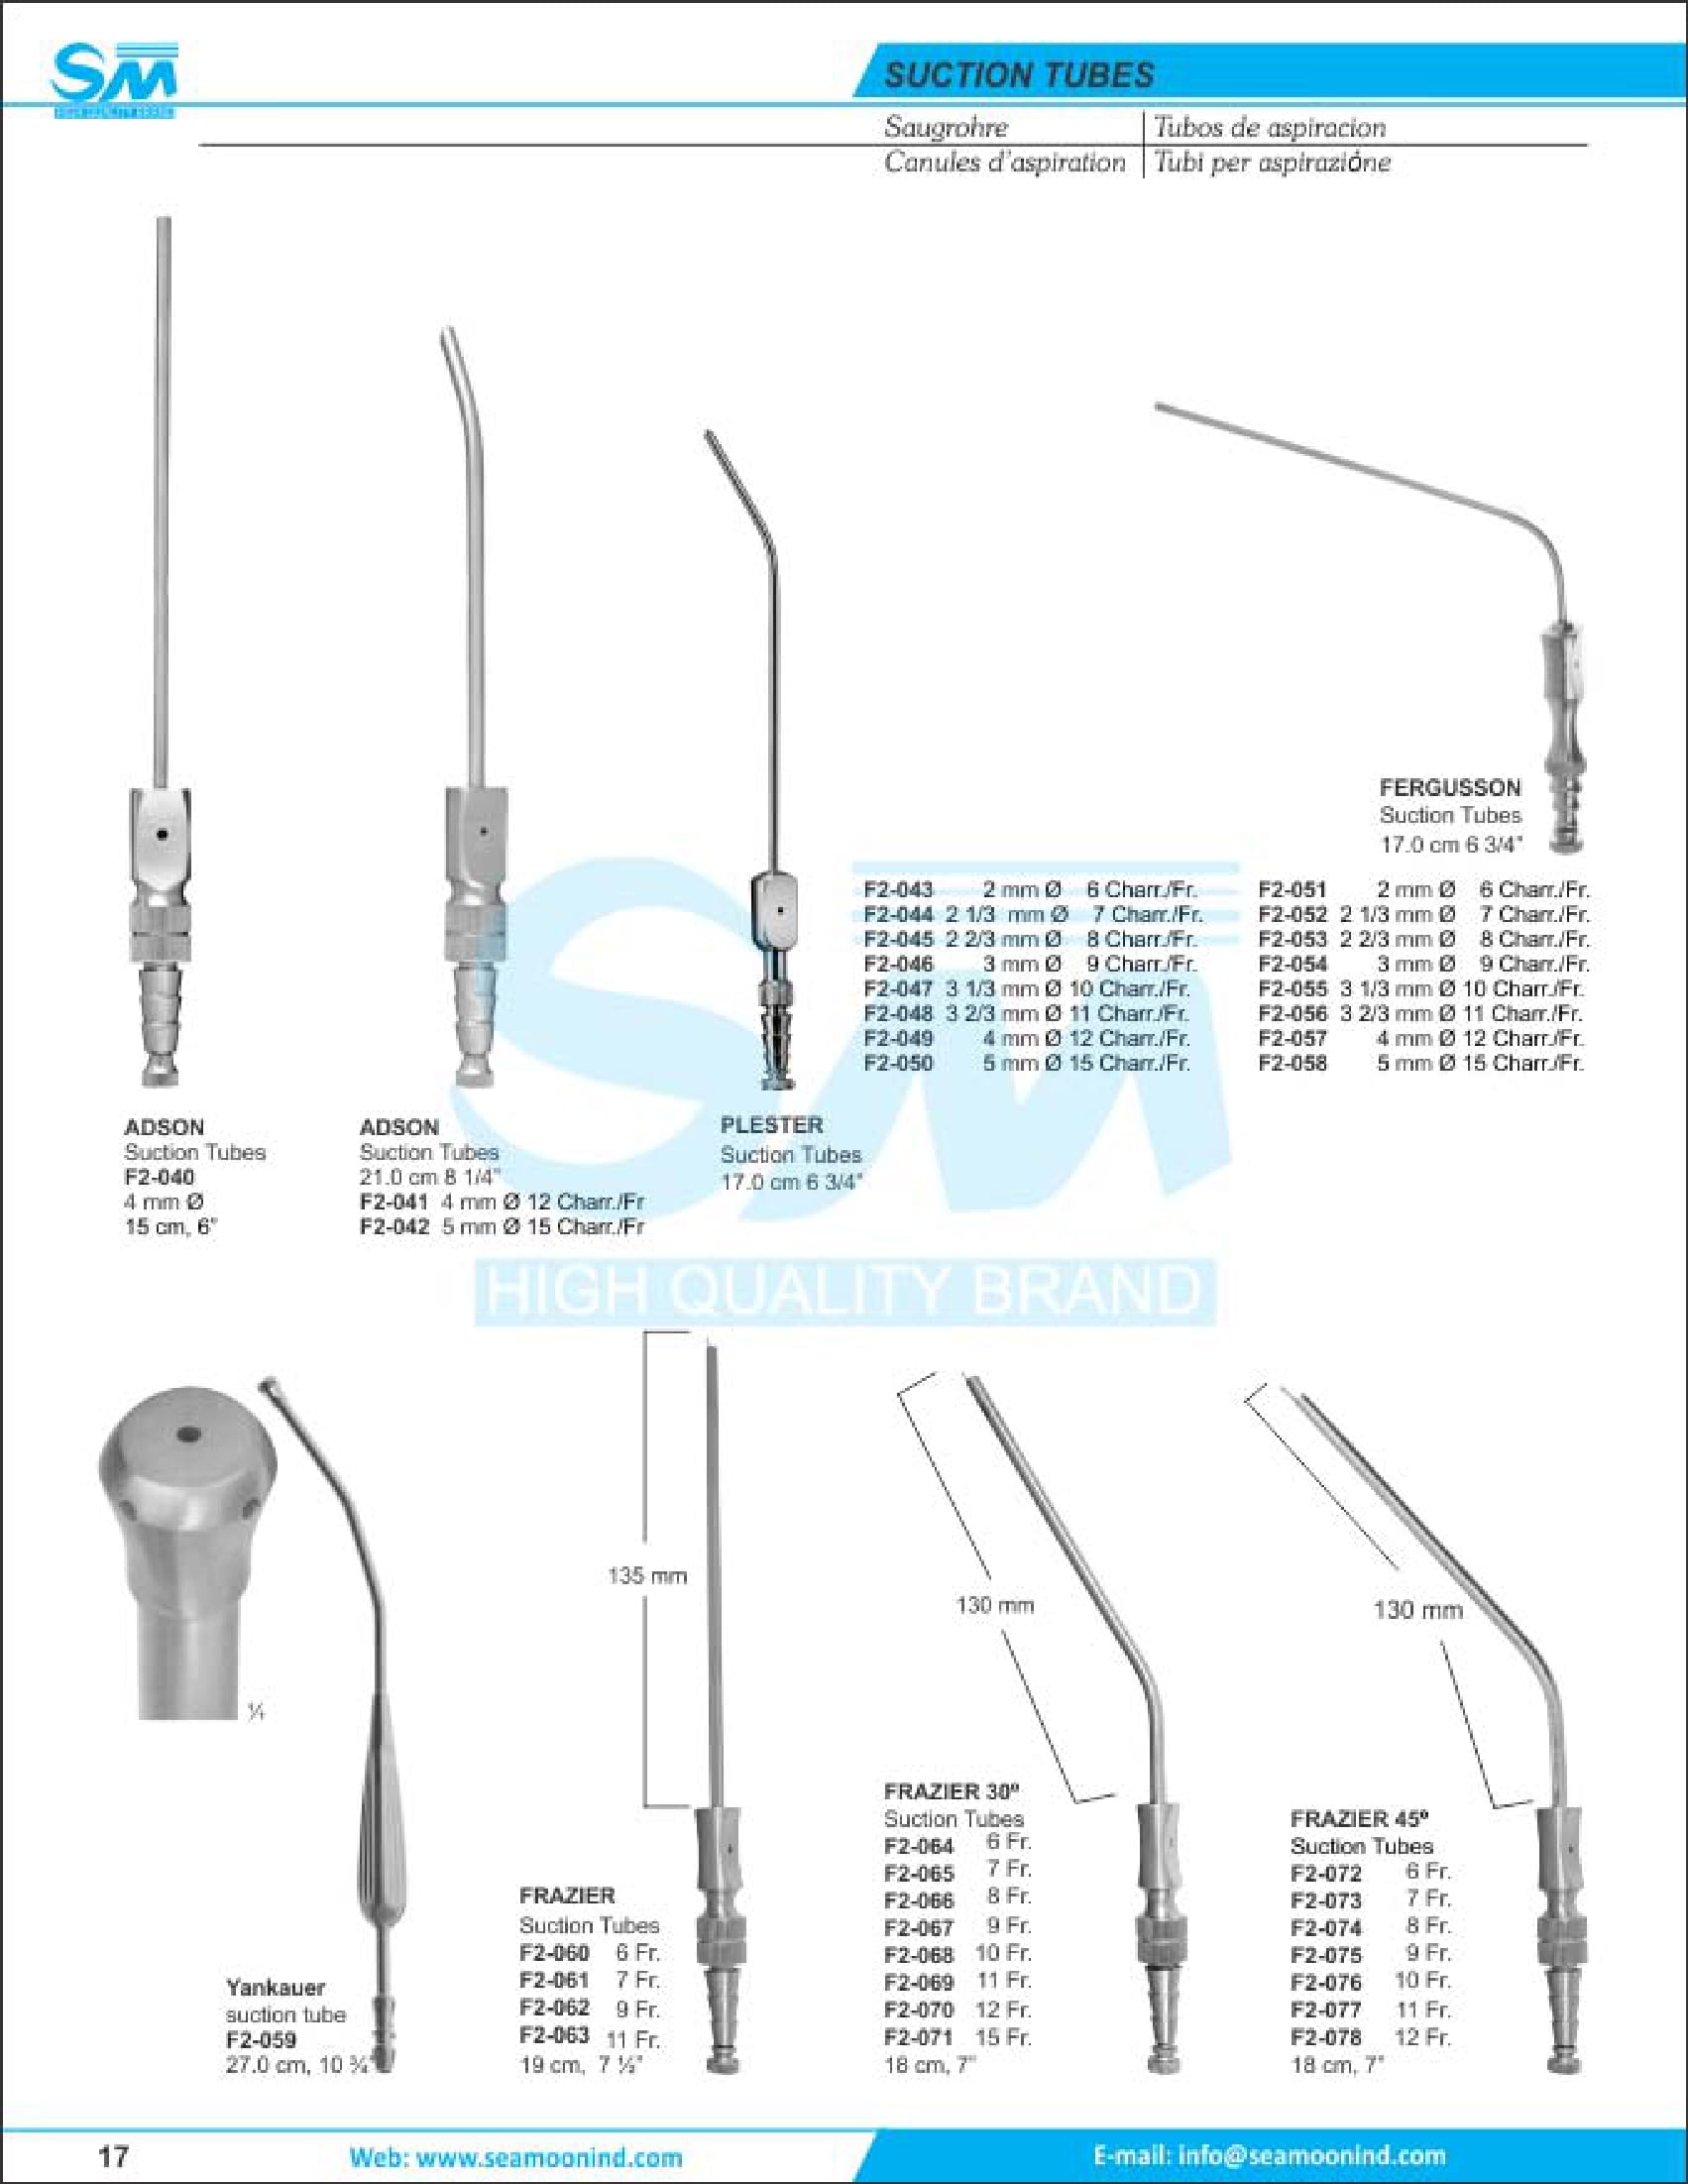 SM
SUCTION TUBES
Saugrohre
Tubos de aspiracion
Canules d'aspiration
Tubi per aspirazióne
FERGUSSON
Suction Tubes
17.0 cm 6 3/4"
F2-043 2 mm Ø 6 Charr./Fr.
F2-044 2 1/3 mm Ø 7 Charr./Fr.
F2-045 2 2/3 mm Ø 8 Charr./Fr.
F2-046 3 mm Ø 9 Charr./Fr.
F2-047 3 1/3 mm Ø 10 Charr./Fr.
F2-048 3 2/3 mm Ø 11 Charr./Fr.
F2-049 4 mm Ø 12 Charr./Fr.
F2-050 5 mm Ø 15 Charr./Fr.
F2-051 2 mm Ø 6 Charr./Fr.
F2-052 2 1/3 mm Ø 7 Charr./Fr.
F2-053 2 2/3 mm Ø 8 Charr./Fr.
F2-054 3 mm Ø 9 Charr./Fr.
F2-055 3 1/3 mm Ø 10 Charr./Fr.
F2-056 3 2/3 mm Ø 11 Charr./Fr.
F2-057 4 mm Ø 12 Charr./Fr.
F2-058 5 mm Ø 15 Charr./Fr.
ADSON
Suction Tubes
F2-040
4 mm Ø
15 cm, 6"
ADSON
Suction Tubes
21.0 cm 8 1/4"
F2-041 4 mm Ø 12 Charr./Fr
F2-042 5 mm Ø 15 Charr./Fr
PLESTER
Suction Tubes
17.0 cm 6 3/4"
SM
HIGH QUALITY BRAND
1/1
135 mm
130 mm
130 mm
Yankauer
suction tube
F2-059
27.0 cm, 10 ¾"
FRAZIER
Suction Tubes
F2-060 6 Fr.
F2-061 7 Fr.
F2-062 9 Fr.
F2-063 11 Fr.
19 cm, 7 ½"
FRAZIER 30º
Suction Tubes
F2-064 6 Fr.
F2-065 7 Fr.
F2-066 8 Fr.
F2-067 9 Fr.
F2-068 10 Fr.
F2-069 11 Fr.
F2-070 12 Fr.
F2-071 15 Fr.
18 cm, 7"
FRAZIER 45º
Suction Tubes
F2-072 6 Fr.
F2-073 7 Fr.
F2-074 8 Fr.
F2-075 9 Fr.
F2-076 10 Fr.
F2-077 11 Fr.
F2-078 12 Fr.
18 cm, 7"
17
Web: www.seamoonind.com
E-mail: info@seamoonind.com